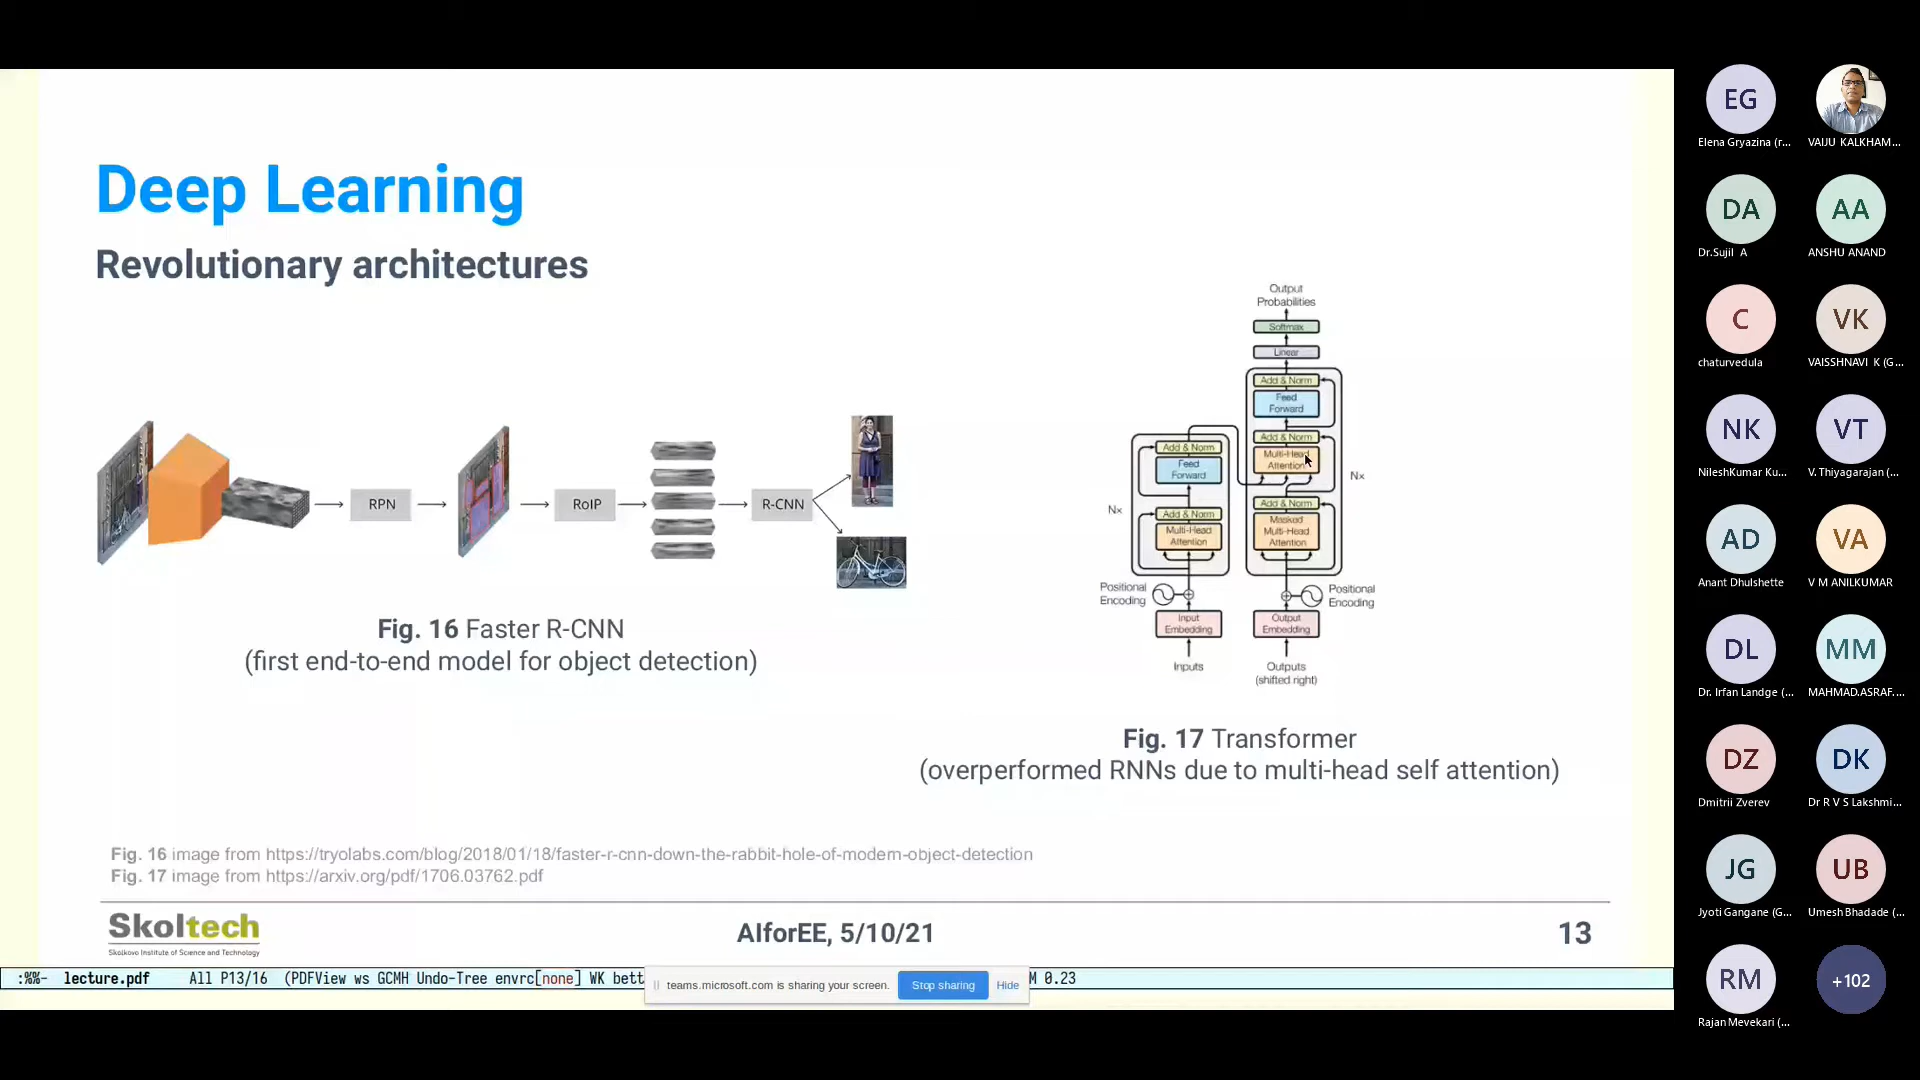 Deep Learning
Revolutionary architectures
RPN
RoIP
R-CNN
Fig. 16 Faster R-CNN
(first end-to-end model for object detection)
Output
Probabilities
Softmax
Linear
Add & Norm
Feed
Forward
Add & Norm
Multi-Head
Attention
Add & Norm
Masked
Multi-Head
Attention
Nx
Add & Norm
Feed
Forward
Add & Norm
Multi-Head
Attention
Nx
Positional
Encoding
Positional
Encoding
Input
Embedding
Output
Embedding
Inputs
Outputs
(shifted right)
Fig. 17 Transformer
(overperformed RNNs due to multi-head self attention)
Fig. 16 image from https://tryolabs.com/blog/2018/01/18/faster-r-cnn-down-the-rabbit-hole-of-modern-object-detection
Fig. 17 image from https://arxiv.org/pdf/1706.03762.pdf
Skoltech
Skolkovo Institute of Science and Technology
AIforEE, 5/10/21
13
:%%- lecture.pdf All P13/16 (PDFView ws GCMH Undo-Tree envrc[none] WK bett
M 0.23
teams.microsoft.com is sharing your screen.
Stop sharing
Hide
EG
Elena Gryazina (r...
VAIJU KALKHAM...
DA
Dr.Sujil A
AA
ANSHU ANAND
C
chaturvedula
VK
VAISSHNAVI K (G...
NK
NileshKumar Ku...
VT
V. Thiyagarajan (...
AD
Anant Dhulshette
VA
V M ANILKUMAR
DL
Dr. Irfan Landge (...
MM
MAHMAD.ASRAF....
DZ
Dmitrii Zverev
DK
Dr R V S Lakshmi...
JG
Jyoti Gangane (G...
UB
Umesh Bhadade (...
RM
Rajan Mevekari (...
+102